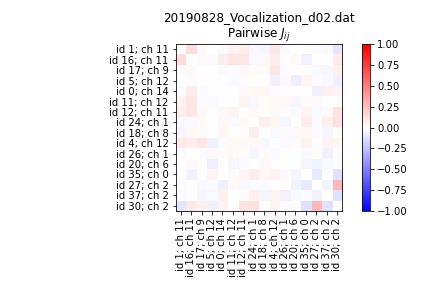 20190828_Vocalization_d02.dat
Pairwise J_ij
id 1; ch 11
id 16; ch 11
id 17; ch 9
id 5; ch 12
id 0; ch 14
id 11; ch 12
id 12; ch 11
id 24; ch 1
id 18; ch 8
id 4; ch 12
id 26; ch 1
id 20; ch 6
id 35; ch 0
id 27; ch 2
id 37; ch 2
id 30; ch 2
id 1; ch 11
id 16; ch 11
id 17; ch 9
id 5; ch 12
id 0; ch 14
id 11; ch 12
id 12; ch 11
id 24; ch 1
id 18; ch 8
id 4; ch 12
id 26; ch 1
id 20; ch 6
id 35; ch 0
id 27; ch 2
id 37; ch 2
id 30; ch 2
1.00
0.75
0.50
0.25
0.00
−0.25
−0.50
−0.75
−1.00